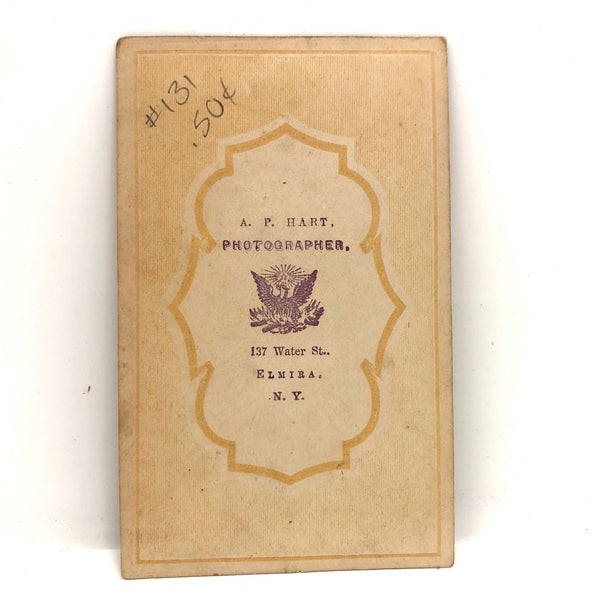 #131
.50¢
A. P. HART,
PHOTOGRAPHER,
137 Water St..
ELMIRA,
N. Y.